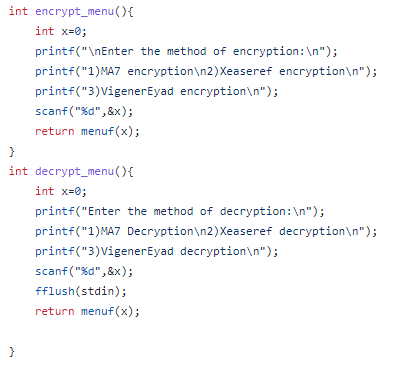 int encrypt_menu(){
    int x=0;
    printf("\nEnter the method of encryption:\n");
    printf("1)MA7 encryption\n2)Xeaseref encryption\n");
    printf("3)VigenerEyad encryption\n");
    scanf("%d",&x);
    return menuf(x);
}
int decrypt_menu(){
    int x=0;
    printf("Enter the method of decryption:\n");
    printf("1)MA7 Decryption\n2)Xeaseref decryption\n");
    printf("3)VigenerEyad decryption\n");
    scanf("%d",&x);
    fflush(stdin);
    return menuf(x);

}